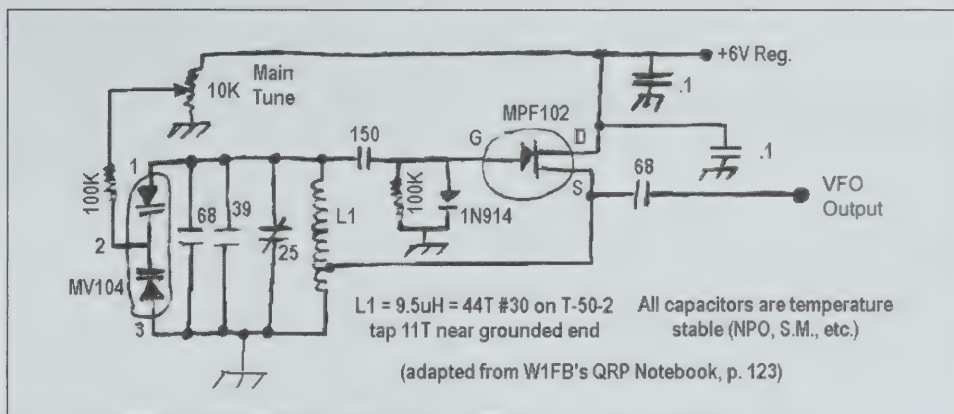 +6V Reg.
Main
Tune
10K
.1
MPF102
G
D
S
150
.1
1
100K
68
39
25
L1
100K
1N914
68
VFO
Output
2
MV104
3
L1 = 9.5uH = 44T #30 on T-50-2
tap 11T near grounded end
All capacitors are temperature
stable (NPO, S.M., etc.)
(adapted from W1FB's QRP Notebook, p. 123)